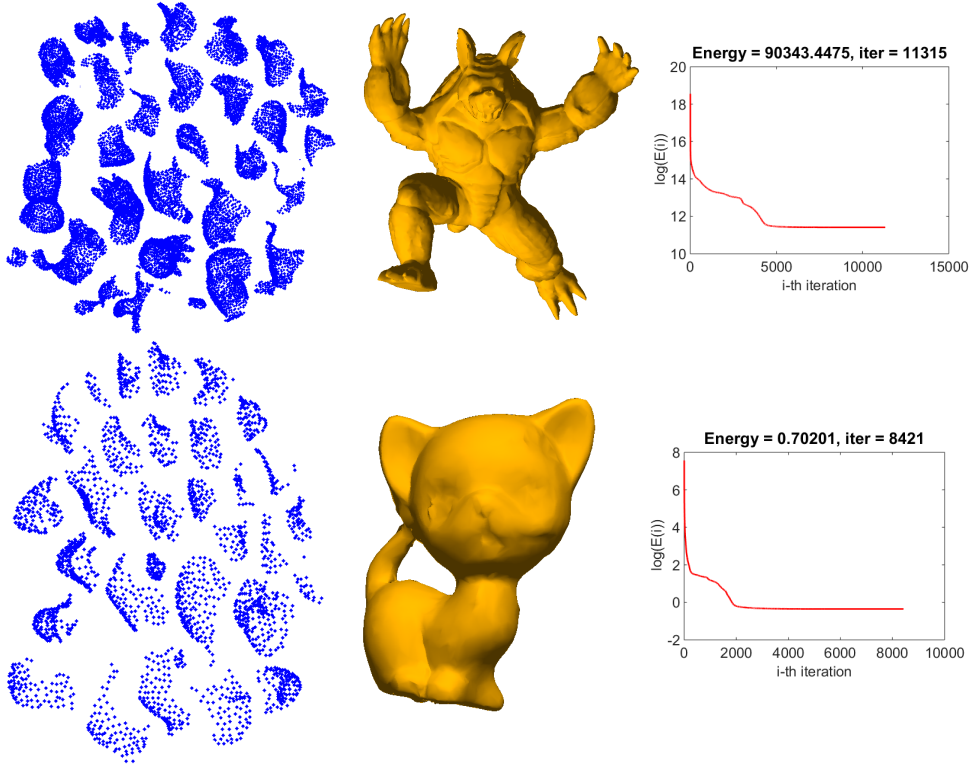 Energy = 90343.4475, iter = 11315
20
18
16
14
12
10
log(E(i))
0 5000 10000 15000
i-th iteration
Energy = 0.70201, iter = 8421
8
6
4
2
0
-2
log(E(i))
0 2000 4000 6000 8000 10000
i-th iteration